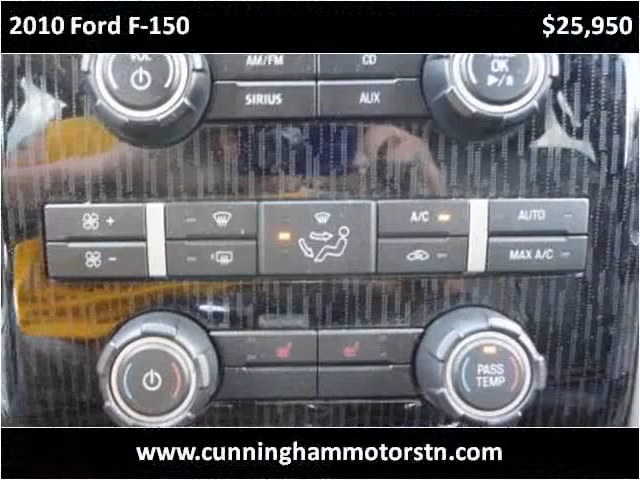 2010 Ford F-150 $25,950
VOL AM/FM CD OK
SIRIUS AUX
A/C AUTO
MAX A/C
PASS
TEMP
www.cunninghammotorstn.com